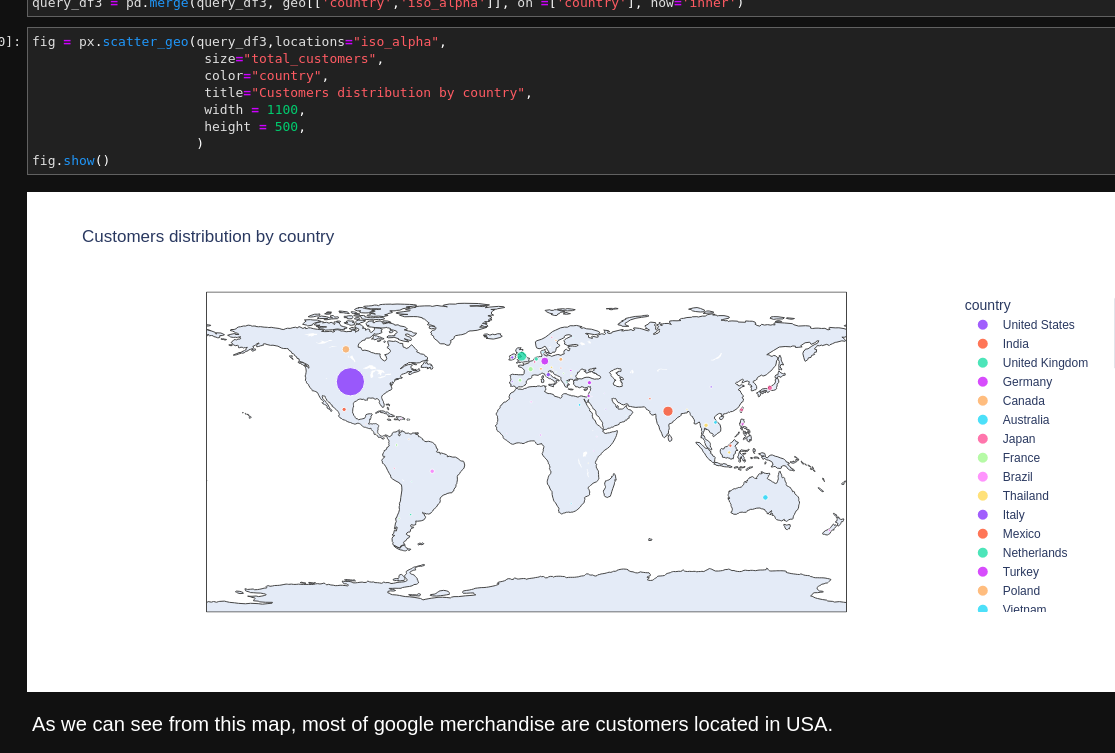 query_df3 = pd.merge(query_df3, geo[['country','iso_alpha']], on =['country'], how='inner')
0]:
fig = px.scatter_geo(query_df3,locations="iso_alpha",
size="total_customers",
color="country",
title="Customers distribution by country",
width = 1100,
height = 500,
)
fig.show()
Customers distribution by country
country
United States
India
United Kingdom
Germany
Canada
Australia
Japan
France
Brazil
Thailand
Italy
Mexico
Netherlands
Turkey
Poland
Vietnam
As we can see from this map, most of google merchandise are customers located in USA.